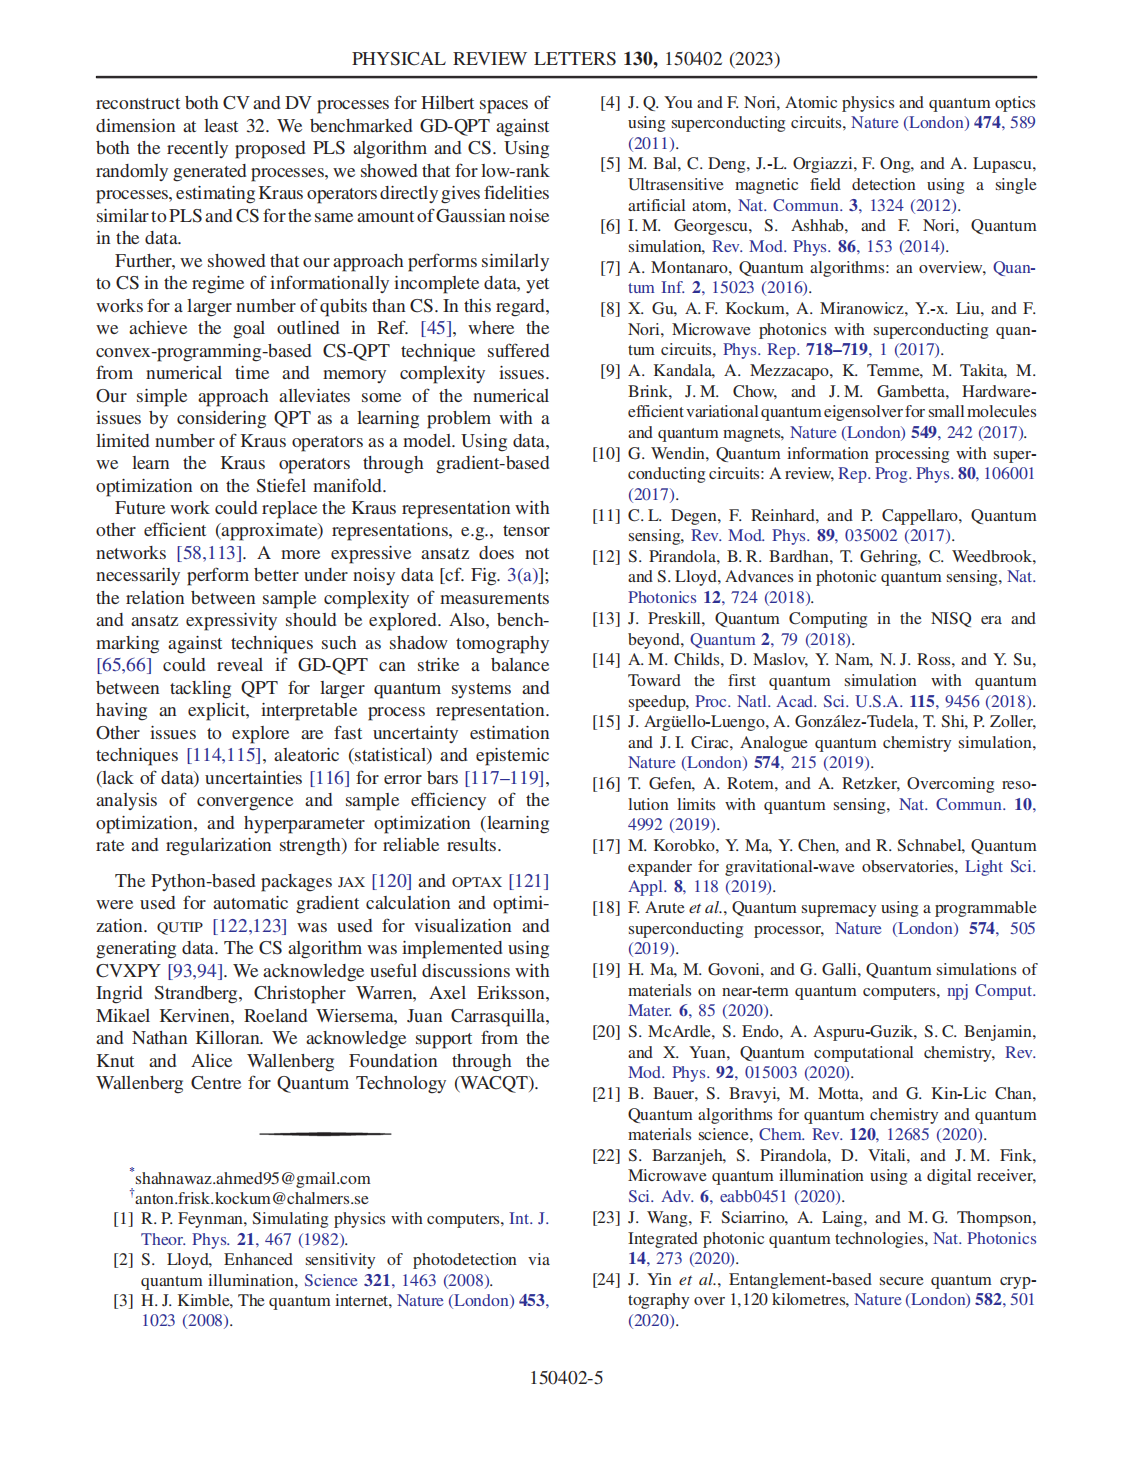 PHYSICAL REVIEW LETTERS 130, 150402 (2023)
reconstruct both CV and DV processes for Hilbert spaces of
dimension at least 32. We benchmarked GD-QPT against
both the recently proposed PLS algorithm and CS. Using
randomly generated processes, we showed that for low-rank
processes, estimating Kraus operators directly gives fidelities
similar to PLS and CS for the same amount of Gaussian noise
in the data.
Further, we showed that our approach performs similarly
to CS in the regime of informationally incomplete data, yet
works for a larger number of qubits than CS. In this regard,
we achieve the goal outlined in Ref. [45], where the
convex-programming-based CS-QPT technique suffered
from numerical time and memory complexity issues.
Our simple approach alleviates some of the numerical
issues by considering QPT as a learning problem with a
limited number of Kraus operators as a model. Using data,
we learn the Kraus operators through gradient-based
optimization on the Stiefel manifold.
Future work could replace the Kraus representation with
other efficient (approximate) representations, e.g., tensor
networks [58,113]. A more expressive ansatz does not
necessarily perform better under noisy data [cf. Fig. 3(a)];
the relation between sample complexity of measurements
and ansatz expressivity should be explored. Also, bench-
marking against techniques such as shadow tomography
[65,66] could reveal if GD-QPT can strike a balance
between tackling QPT for larger quantum systems and
having an explicit, interpretable process representation.
Other issues to explore are fast uncertainty estimation
techniques [114,115], aleatoric (statistical) and epistemic
(lack of data) uncertainties [116] for error bars [117–119],
analysis of convergence and sample efficiency of the
optimization, and hyperparameter optimization (learning
rate and regularization strength) for reliable results.
The Python-based packages JAX [120] and OPTAX [121]
were used for automatic gradient calculation and optimi-
zation. QUTIP [122,123] was used for visualization and
generating data. The CS algorithm was implemented using
CVXPY [93,94]. We acknowledge useful discussions with
Ingrid Strandberg, Christopher Warren, Axel Eriksson,
Mikael Kervinen, Roeland Wiersema, Juan Carrasquilla,
and Nathan Killoran. We acknowledge support from the
Knut and Alice Wallenberg Foundation through the
Wallenberg Centre for Quantum Technology (WACQT).
*shahnawaz.ahmed95@gmail.com
†anton.frisk.kockum@chalmers.se
[1] R. P. Feynman, Simulating physics with computers, Int. J.
Theor. Phys. 21, 467 (1982).
[2] S. Lloyd, Enhanced sensitivity of photodetection via
quantum illumination, Science 321, 1463 (2008).
[3] H. J. Kimble, The quantum internet, Nature (London) 453,
1023 (2008).
[4] J. Q. You and F. Nori, Atomic physics and quantum optics
using superconducting circuits, Nature (London) 474, 589
(2011).
[5] M. Bal, C. Deng, J.-L. Orgiazzi, F. Ong, and A. Lupascu,
Ultrasensitive magnetic field detection using a single
artificial atom, Nat. Commun. 3, 1324 (2012).
[6] I. M. Georgescu, S. Ashhab, and F. Nori, Quantum
simulation, Rev. Mod. Phys. 86, 153 (2014).
[7] A. Montanaro, Quantum algorithms: an overview, Quan-
tum Inf. 2, 15023 (2016).
[8] X. Gu, A. F. Kockum, A. Miranowicz, Y.-x. Liu, and F.
Nori, Microwave photonics with superconducting quan-
tum circuits, Phys. Rep. 718–719, 1 (2017).
[9] A. Kandala, A. Mezzacapo, K. Temme, M. Takita, M.
Brink, J. M. Chow, and J. M. Gambetta, Hardware-
efficient variational quantum eigensolver for small molecules
and quantum magnets, Nature (London) 549, 242 (2017).
[10] G. Wendin, Quantum information processing with super-
conducting circuits: A review, Rep. Prog. Phys. 80, 106001
(2017).
[11] C. L. Degen, F. Reinhard, and P. Cappellaro, Quantum
sensing, Rev. Mod. Phys. 89, 035002 (2017).
[12] S. Pirandola, B. R. Bardhan, T. Gehring, C. Weedbrook,
and S. Lloyd, Advances in photonic quantum sensing, Nat.
Photonics 12, 724 (2018).
[13] J. Preskill, Quantum Computing in the NISQ era and
beyond, Quantum 2, 79 (2018).
[14] A. M. Childs, D. Maslov, Y. Nam, N. J. Ross, and Y. Su,
Toward the first quantum simulation with quantum
speedup, Proc. Natl. Acad. Sci. U.S.A. 115, 9456 (2018).
[15] J. Argüello-Luengo, A. González-Tudela, T. Shi, P. Zoller,
and J. I. Cirac, Analogue quantum chemistry simulation,
Nature (London) 574, 215 (2019).
[16] T. Gefen, A. Rotem, and A. Retzker, Overcoming reso-
lution limits with quantum sensing, Nat. Commun. 10,
4992 (2019).
[17] M. Korobko, Y. Ma, Y. Chen, and R. Schnabel, Quantum
expander for gravitational-wave observatories, Light Sci.
Appl. 8, 118 (2019).
[18] F. Arute et al., Quantum supremacy using a programmable
superconducting processor, Nature (London) 574, 505
(2019).
[19] H. Ma, M. Govoni, and G. Galli, Quantum simulations of
materials on near-term quantum computers, npj Comput.
Mater. 6, 85 (2020).
[20] S. McArdle, S. Endo, A. Aspuru-Guzik, S. C. Benjamin,
and X. Yuan, Quantum computational chemistry, Rev.
Mod. Phys. 92, 015003 (2020).
[21] B. Bauer, S. Bravyi, M. Motta, and G. Kin-Lic Chan,
Quantum algorithms for quantum chemistry and quantum
materials science, Chem. Rev. 120, 12685 (2020).
[22] S. Barzanjeh, S. Pirandola, D. Vitali, and J. M. Fink,
Microwave quantum illumination using a digital receiver,
Sci. Adv. 6, eabb0451 (2020).
[23] J. Wang, F. Sciarrino, A. Laing, and M. G. Thompson,
Integrated photonic quantum technologies, Nat. Photonics
14, 273 (2020).
[24] J. Yin et al., Entanglement-based secure quantum cryp-
tography over 1,120 kilometres, Nature (London) 582, 501
(2020).
150402-5